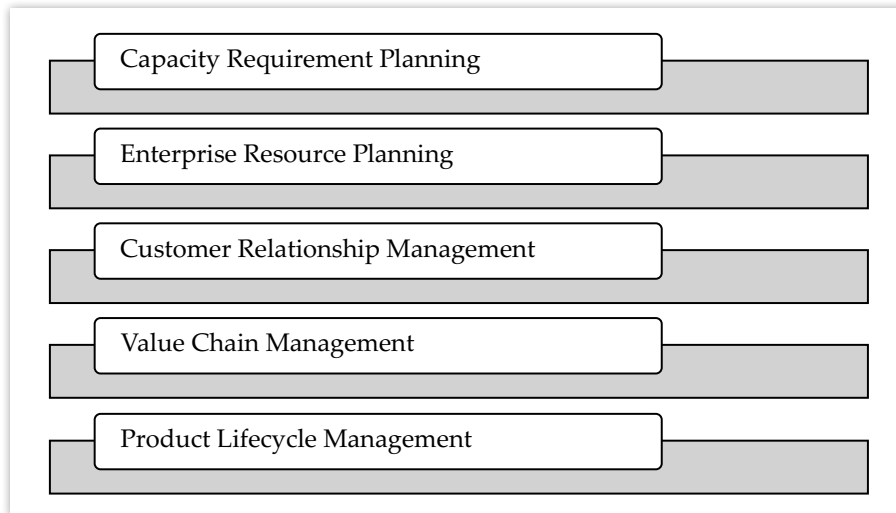 Capacity Requirement Planning
Enterprise Resource Planning
Customer Relationship Management
Value Chain Management
Product Lifecycle Management